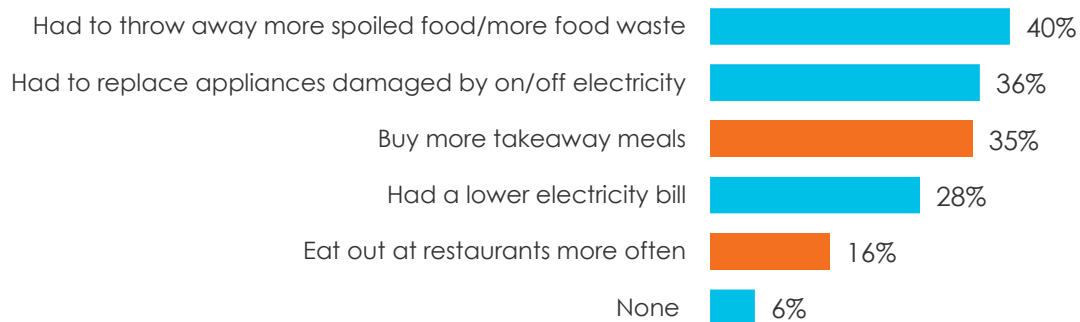 Had to throw away more spoiled food/more food waste 40%
Had to replace appliances damaged by on/off electricity 36%
Buy more takeaway meals 35%
Had a lower electricity bill 28%
Eat out at restaurants more often 16%
None 6%